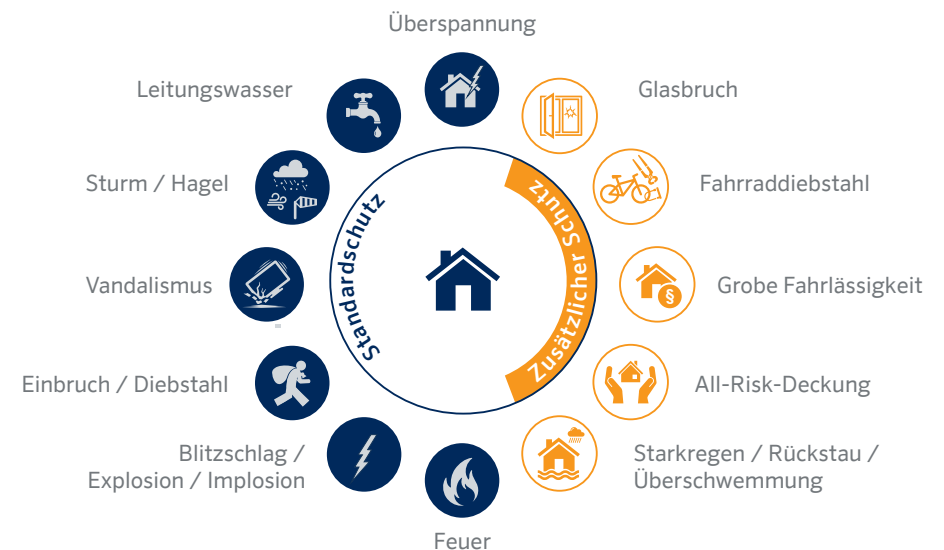 Überspannung
Leitungswasser
Glasbruch
Sturm / Hagel
Fahrraddiebstahl
Standardschutz
Zusätzlicher Schutz
Vandalismus
Grobe Fahrlässigkeit
§
Einbruch / Diebstahl
All-Risk-Deckung
Blitzschlag /
Explosion / Implosion
Starkregen / Rückstau /
Überschwemmung
Feuer